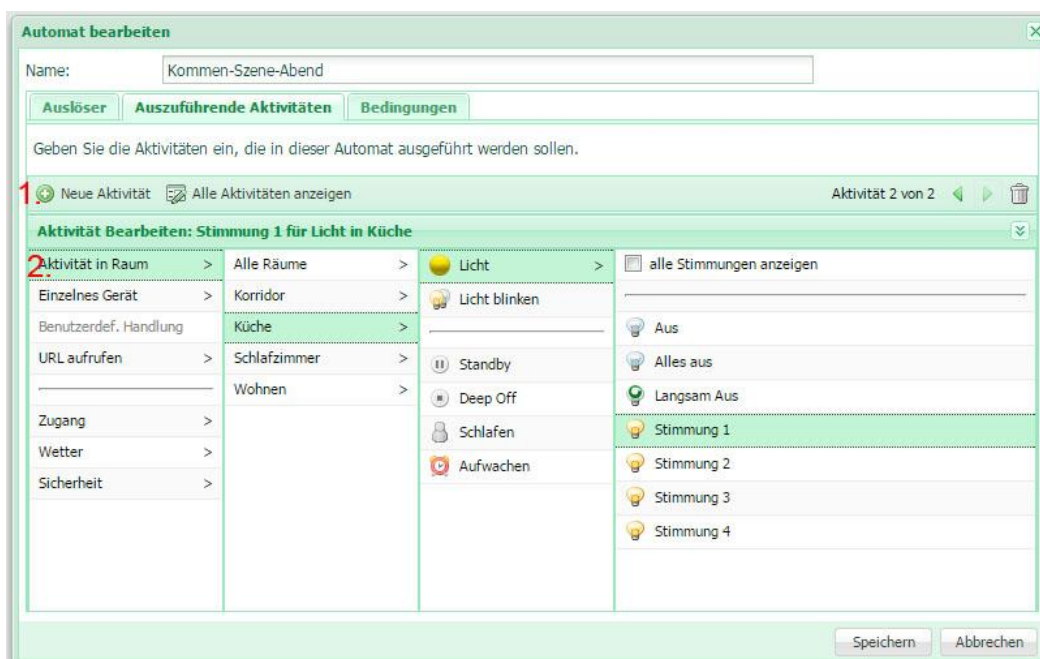 Automat bearbeiten
Name: Kommen-Szene-Abend
Auslöser Auszuführende Aktivitäten Bedingungen
Geben Sie die Aktivitäten ein, die in dieser Automat ausgeführt werden sollen.
1. Neue Aktivität Alle Aktivitäten anzeigen Aktivität 2 von 2
Aktivität Bearbeiten: Stimmung 1 für Licht in Küche
2. Aktivität in Raum >
Einzelnes Gerät >
Benutzerdef. Handlung
URL aufrufen >
Zugang >
Wetter >
Sicherheit >
Alle Räume >
Korridor >
Küche >
Schlafzimmer >
Wohnen >
Licht >
Licht blinken
Standby
Deep Off
Schlafen
Aufwachen
alle Stimmungen anzeigen
Aus
Alles aus
Langsam Aus
Stimmung 1
Stimmung 2
Stimmung 3
Stimmung 4
Speichern Abbrechen